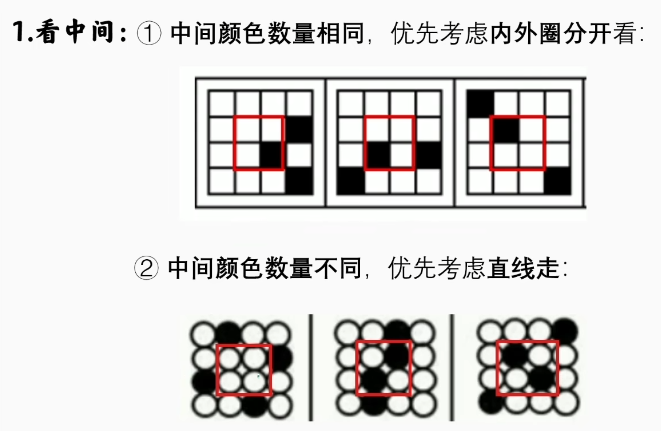 1.看中间：① 中间颜色数量相同，优先考虑内外圈分开看：
② 中间颜色数量不同，优先考虑直线走：